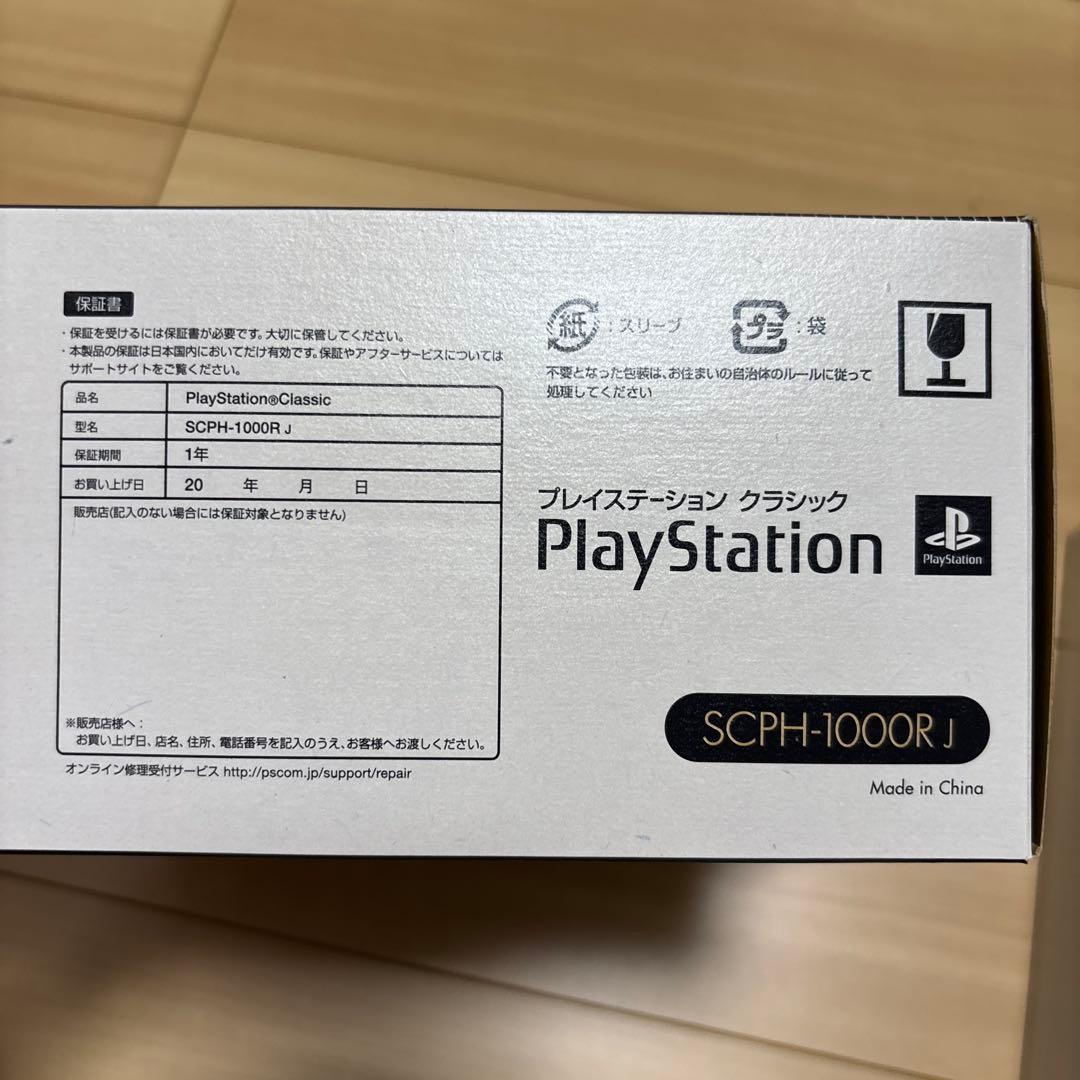 保証書
・保証を受けるには保証書が必要です。大切に保管してください。
・本製品の保証は日本国内においてだけ有効です。保証やアフターサービスについては
サポートサイトをご覧ください。
品名 PlayStation®Classic
型名 SCPH-1000R J
保証期間 1年
お買い上げ日 20 年 月 日
販売店(記入のない場合には保証対象となりません)
※販売店様へ：
お買い上げ日、店名、住所、電話番号を記入のうえ、お客様へお渡しください。
オンライン修理受付サービス http://pscom.jp/support/repair
紙：スリーブ プラ：袋
不要となった包装は、お住まいの自治体のルールに従って
処理してください
プレイステーション クラシック
PlayStation
PlayStation
SCPH-1000R J
Made in China